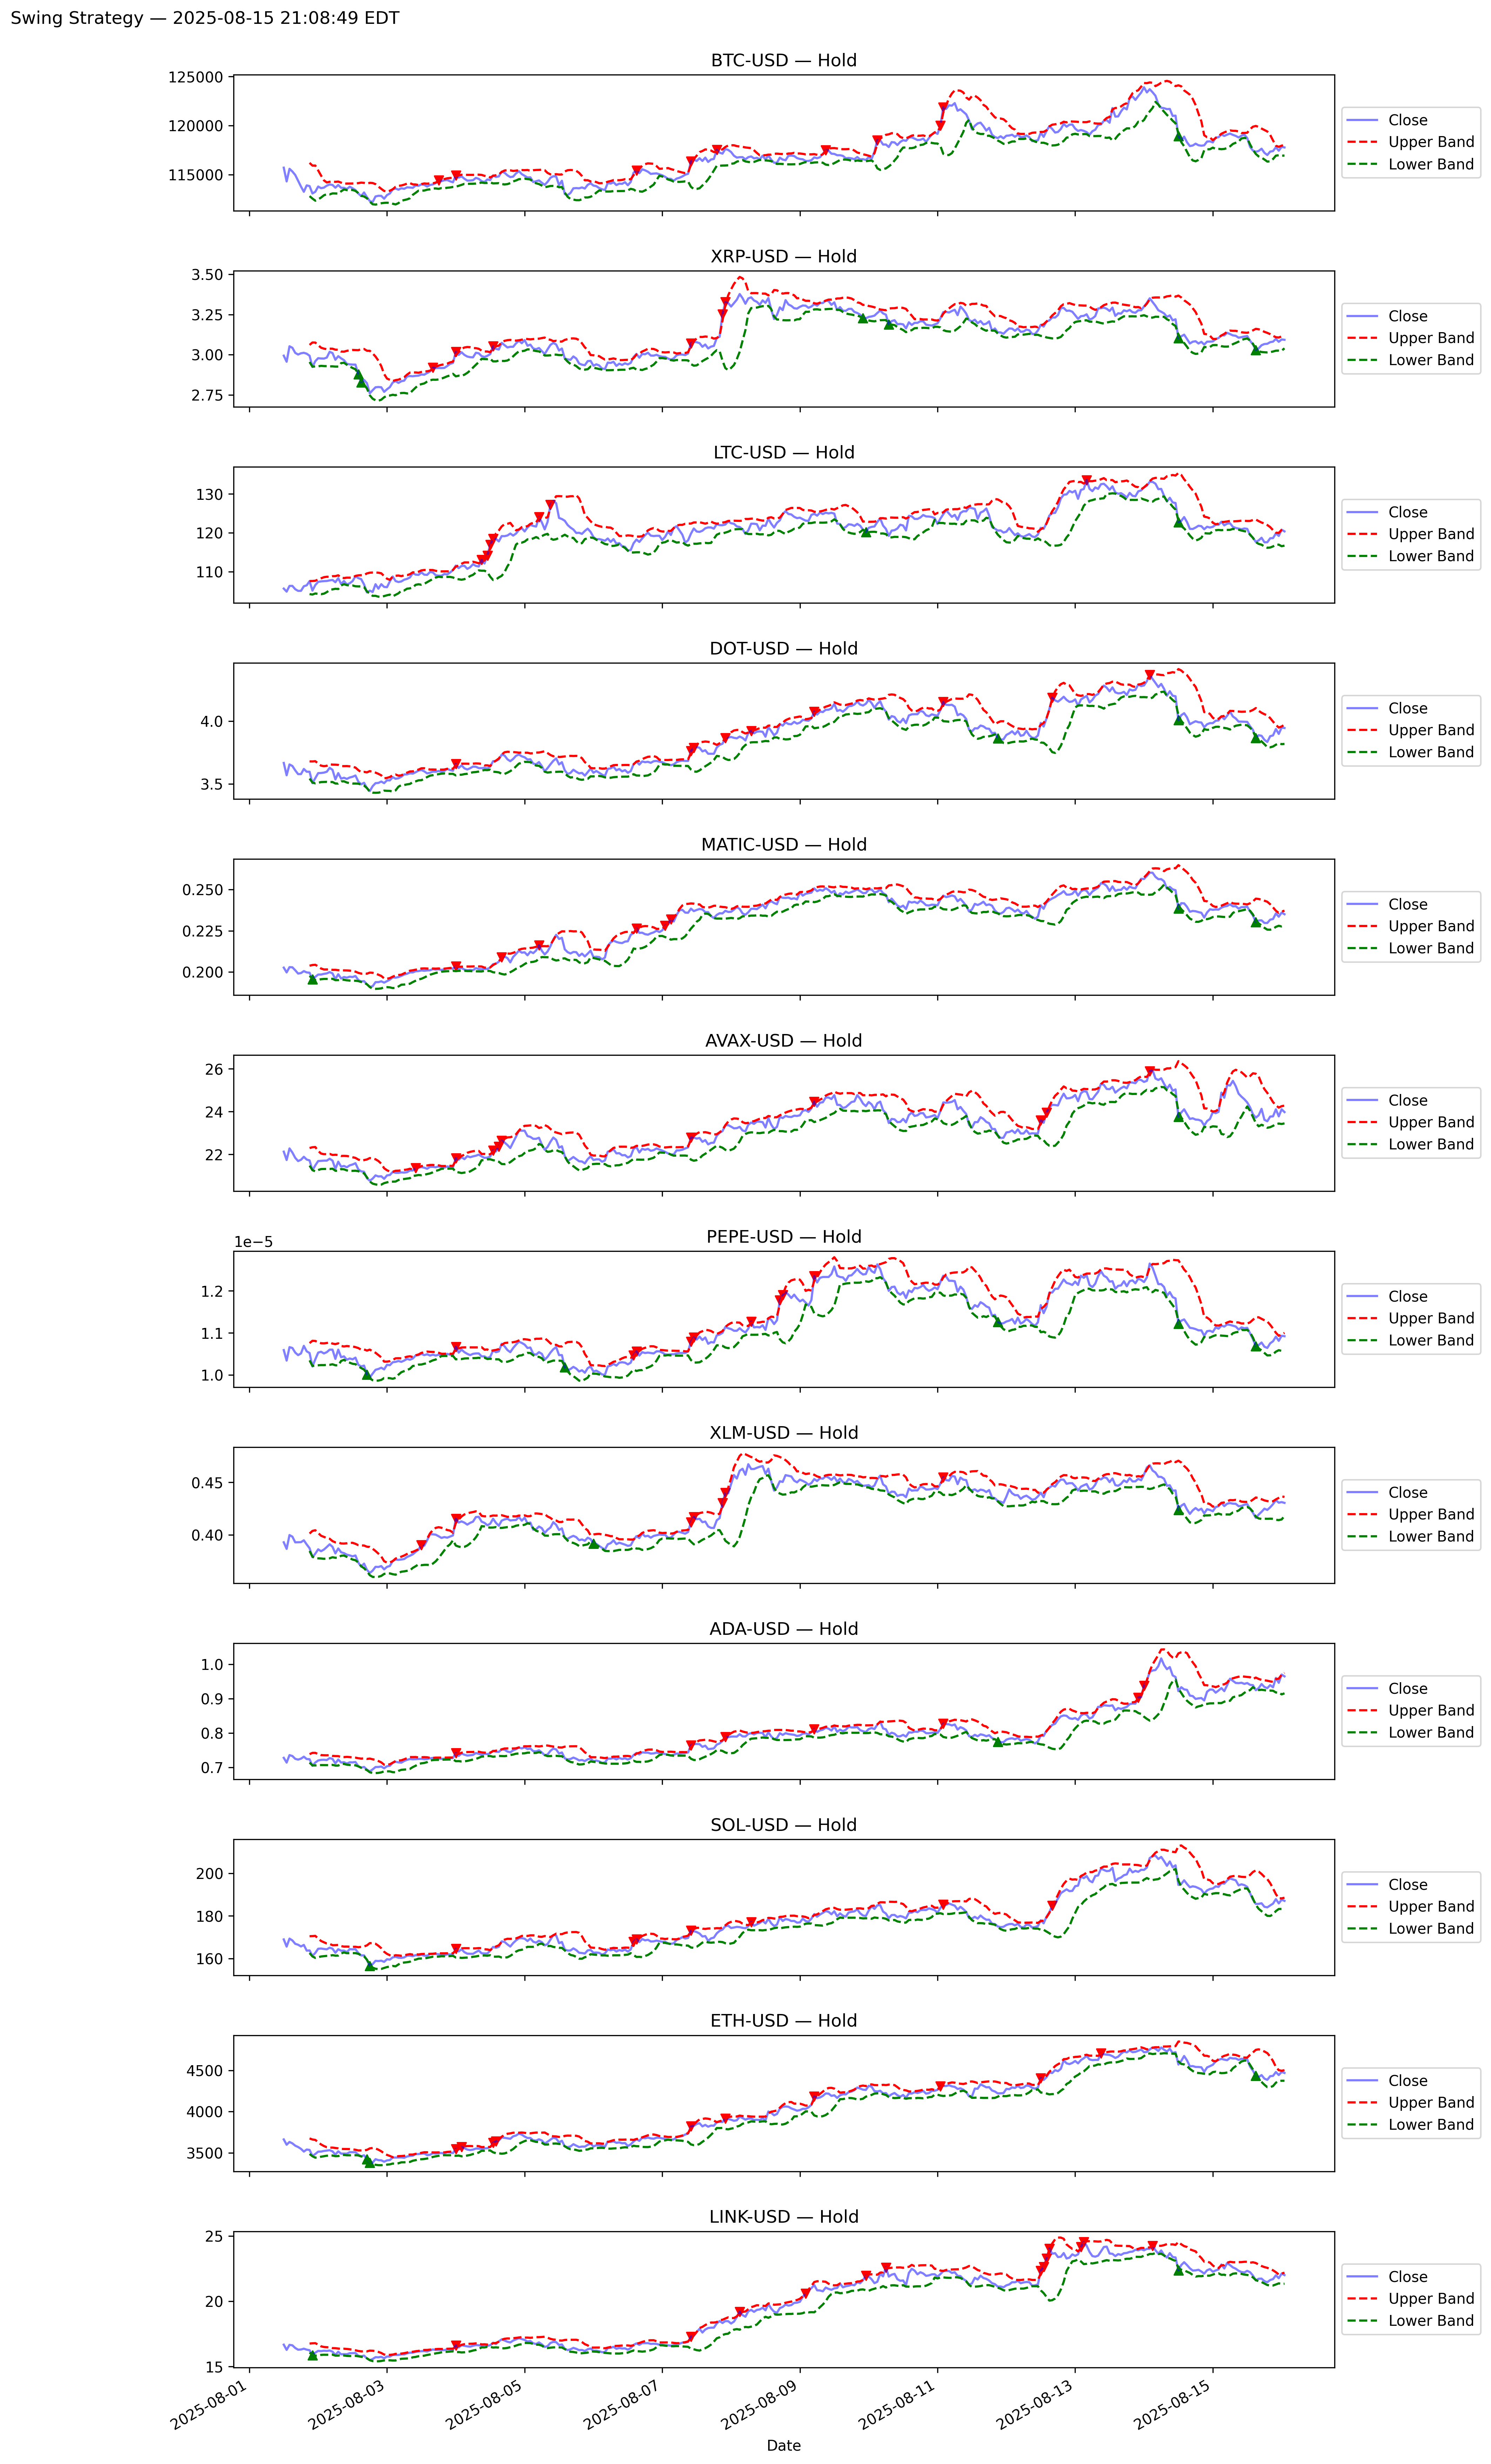 Swing Strategy — 2025-08-15 21:08:49 EDT
BTC-USD — Hold
125000
120000
115000
Close
Upper Band
Lower Band
XRP-USD — Hold
3.50
3.25
3.00
2.75
Close
Upper Band
Lower Band
LTC-USD — Hold
130
120
110
Close
Upper Band
Lower Band
DOT-USD — Hold
4.0
3.5
Close
Upper Band
Lower Band
MATIC-USD — Hold
0.250
0.225
0.200
Close
Upper Band
Lower Band
AVAX-USD — Hold
26
24
22
Close
Upper Band
Lower Band
PEPE-USD — Hold
1e−5
1.2
1.1
1.0
Close
Upper Band
Lower Band
XLM-USD — Hold
0.45
0.40
Close
Upper Band
Lower Band
ADA-USD — Hold
1.0
0.9
0.8
0.7
Close
Upper Band
Lower Band
SOL-USD — Hold
200
180
160
Close
Upper Band
Lower Band
ETH-USD — Hold
4500
4000
3500
Close
Upper Band
Lower Band
LINK-USD — Hold
25
20
15
Close
Upper Band
Lower Band
2025-08-01
2025-08-03
2025-08-05
2025-08-07
2025-08-09
2025-08-11
2025-08-13
2025-08-15
Date